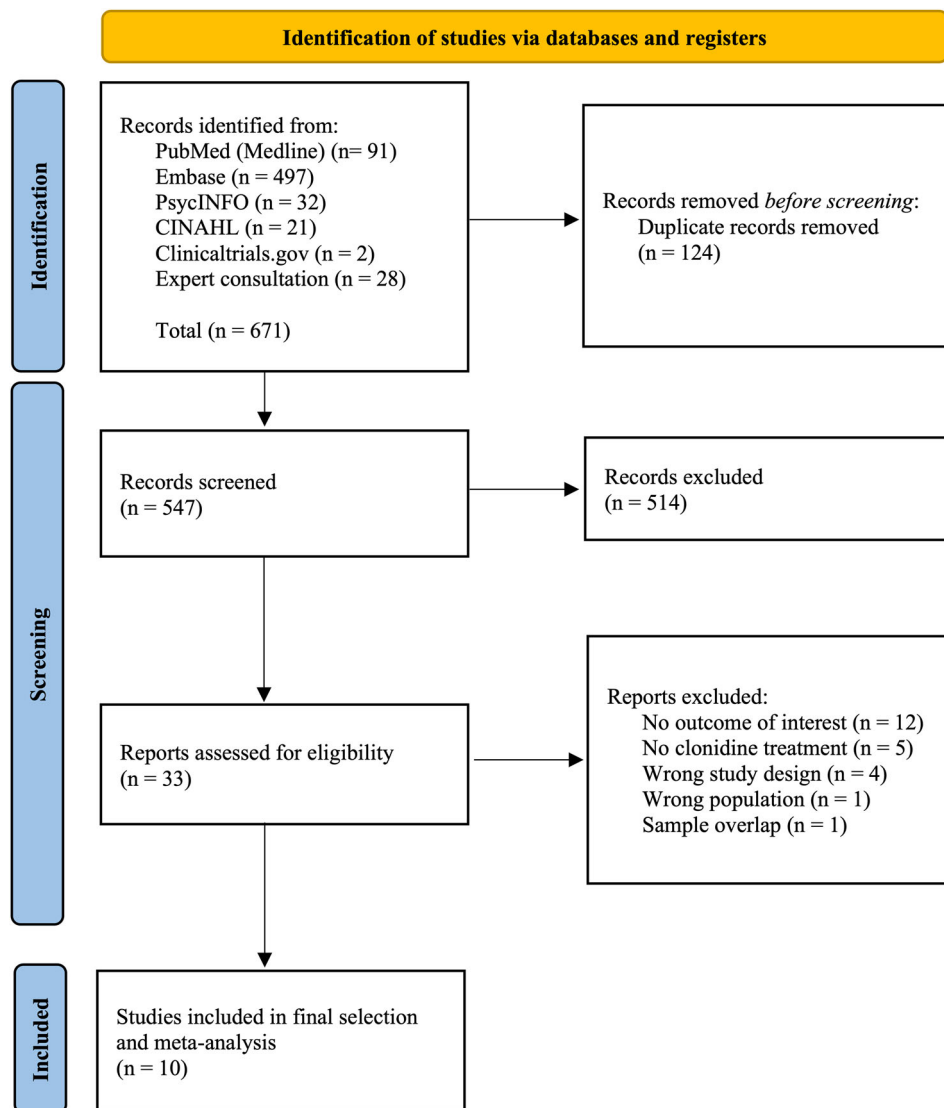 Identification of studies via databases and registers
Identification
Records identified from:
PubMed (Medline) (n= 91)
Embase (n = 497)
PsycINFO (n = 32)
CINAHL (n = 21)
Clinicaltrials.gov (n = 2)
Expert consultation (n = 28)
Total (n = 671)
Records removed before screening:
Duplicate records removed
(n = 124)
Screening
Records screened
(n = 547)
Records excluded
(n = 514)
Reports assessed for eligibility
(n = 33)
Reports excluded:
No outcome of interest (n = 12)
No clonidine treatment (n = 5)
Wrong study design (n = 4)
Wrong population (n = 1)
Sample overlap (n = 1)
Included
Studies included in final selection
and meta-analysis
(n = 10)